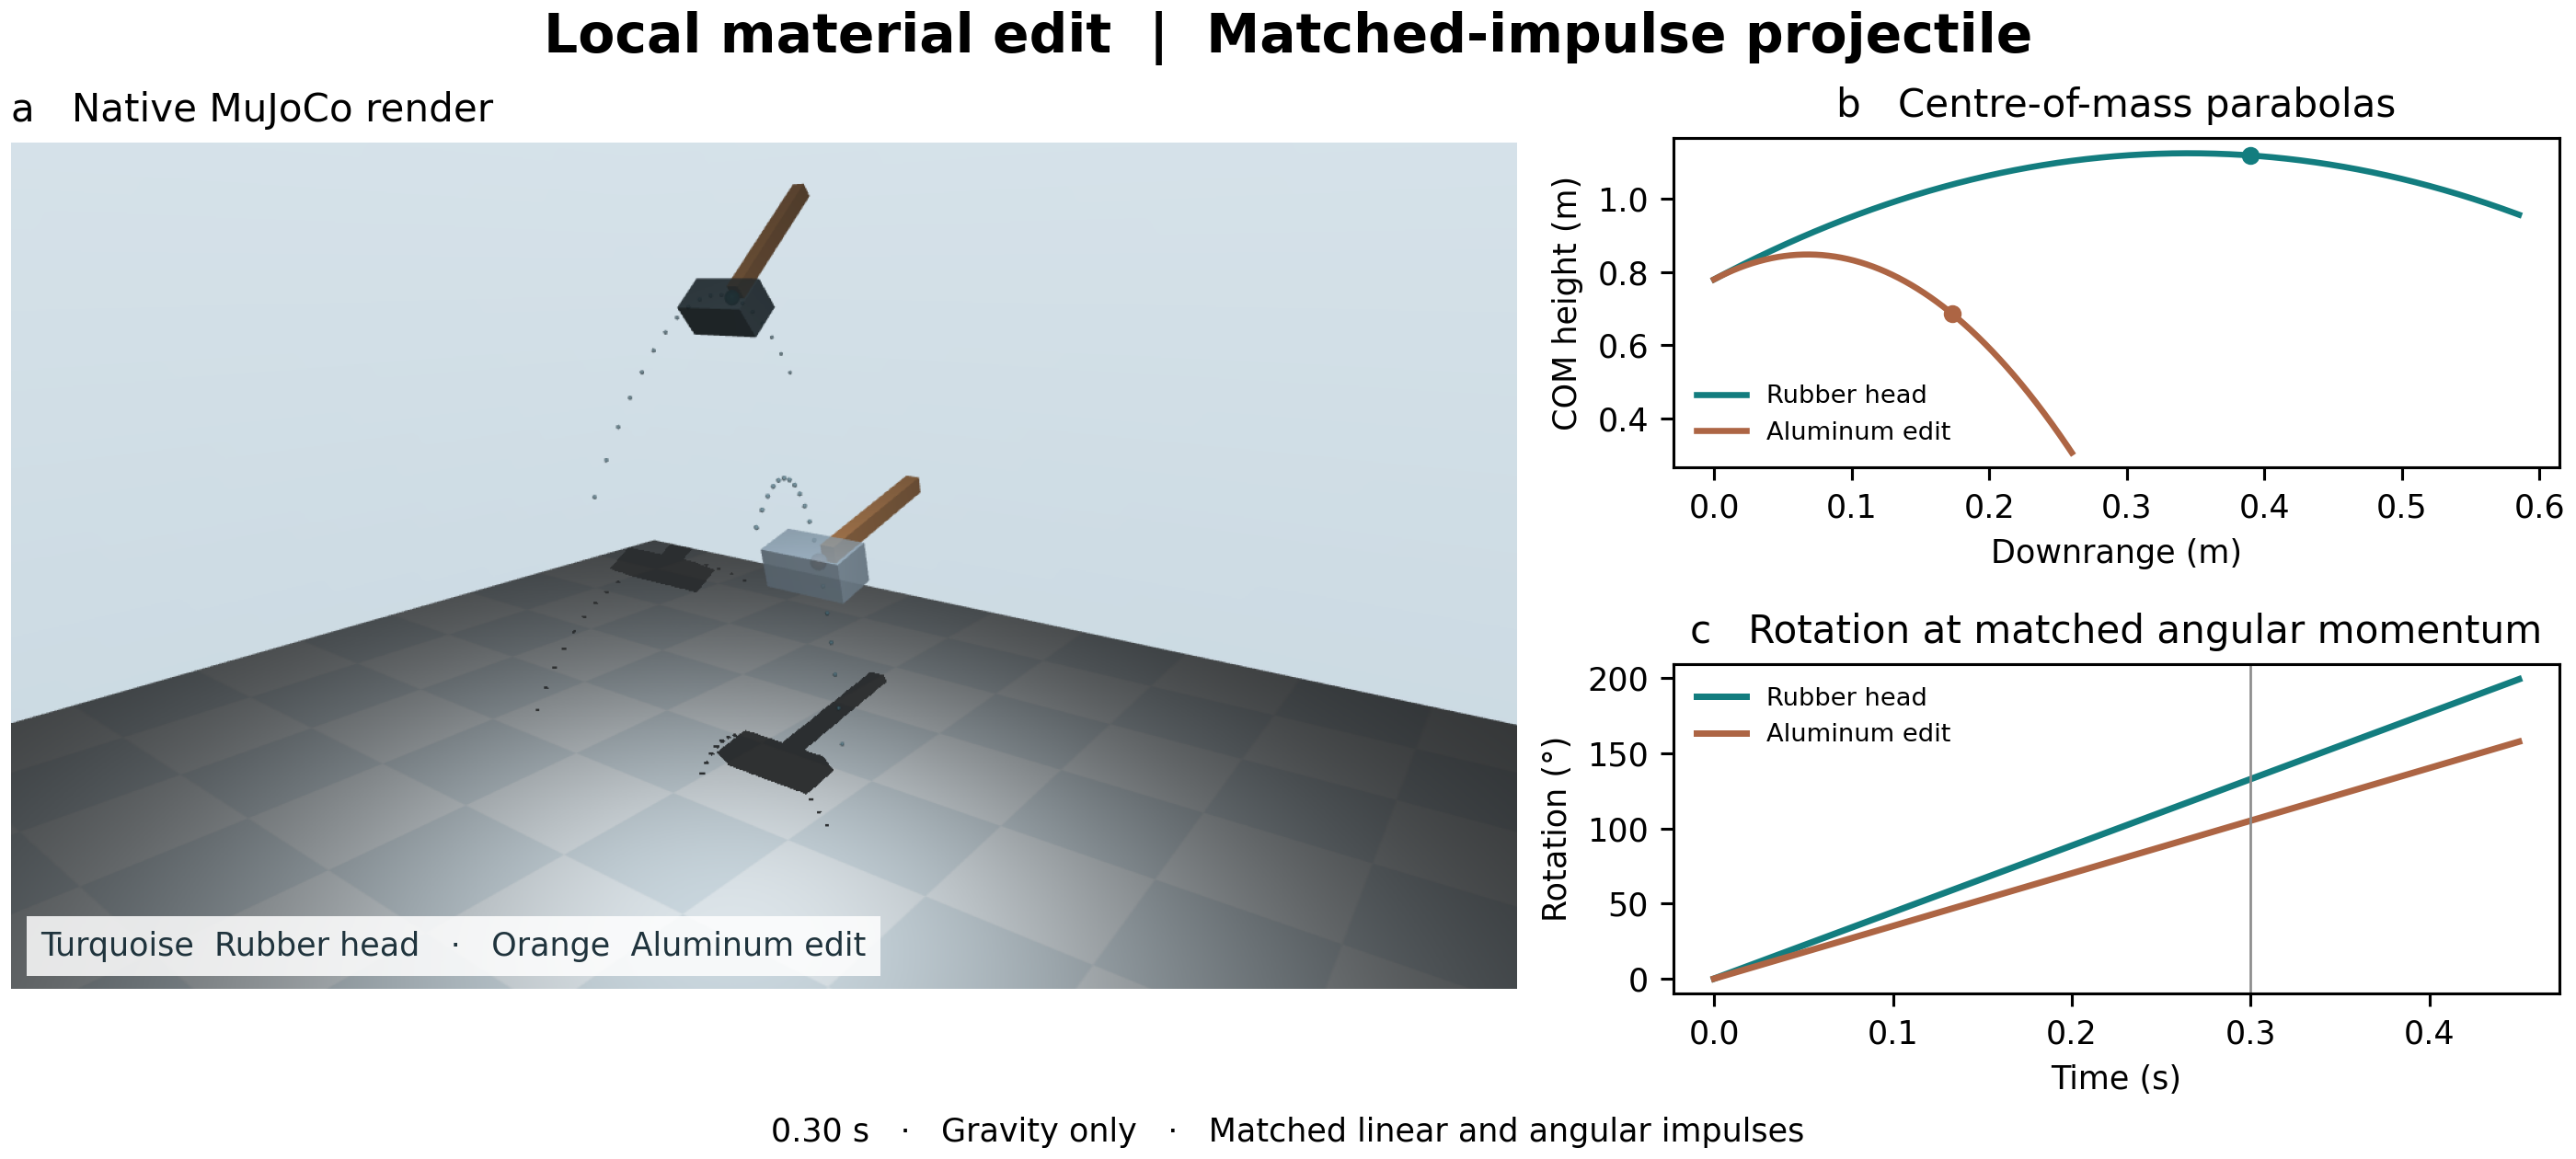 Local material edit | Matched-impulse projectile
a Native MuJoCo render
Turquoise Rubber head · Orange Aluminum edit
b Centre-of-mass parabolas
COM height (m)
1.0
0.8
0.6
0.4
Rubber head
Aluminum edit
0.0 0.1 0.2 0.3 0.4 0.5 0.6
Downrange (m)
c Rotation at matched angular momentum
Rotation (°)
200
150
100
50
0
Rubber head
Aluminum edit
0.0 0.1 0.2 0.3 0.4
Time (s)
0.30 s · Gravity only · Matched linear and angular impulses